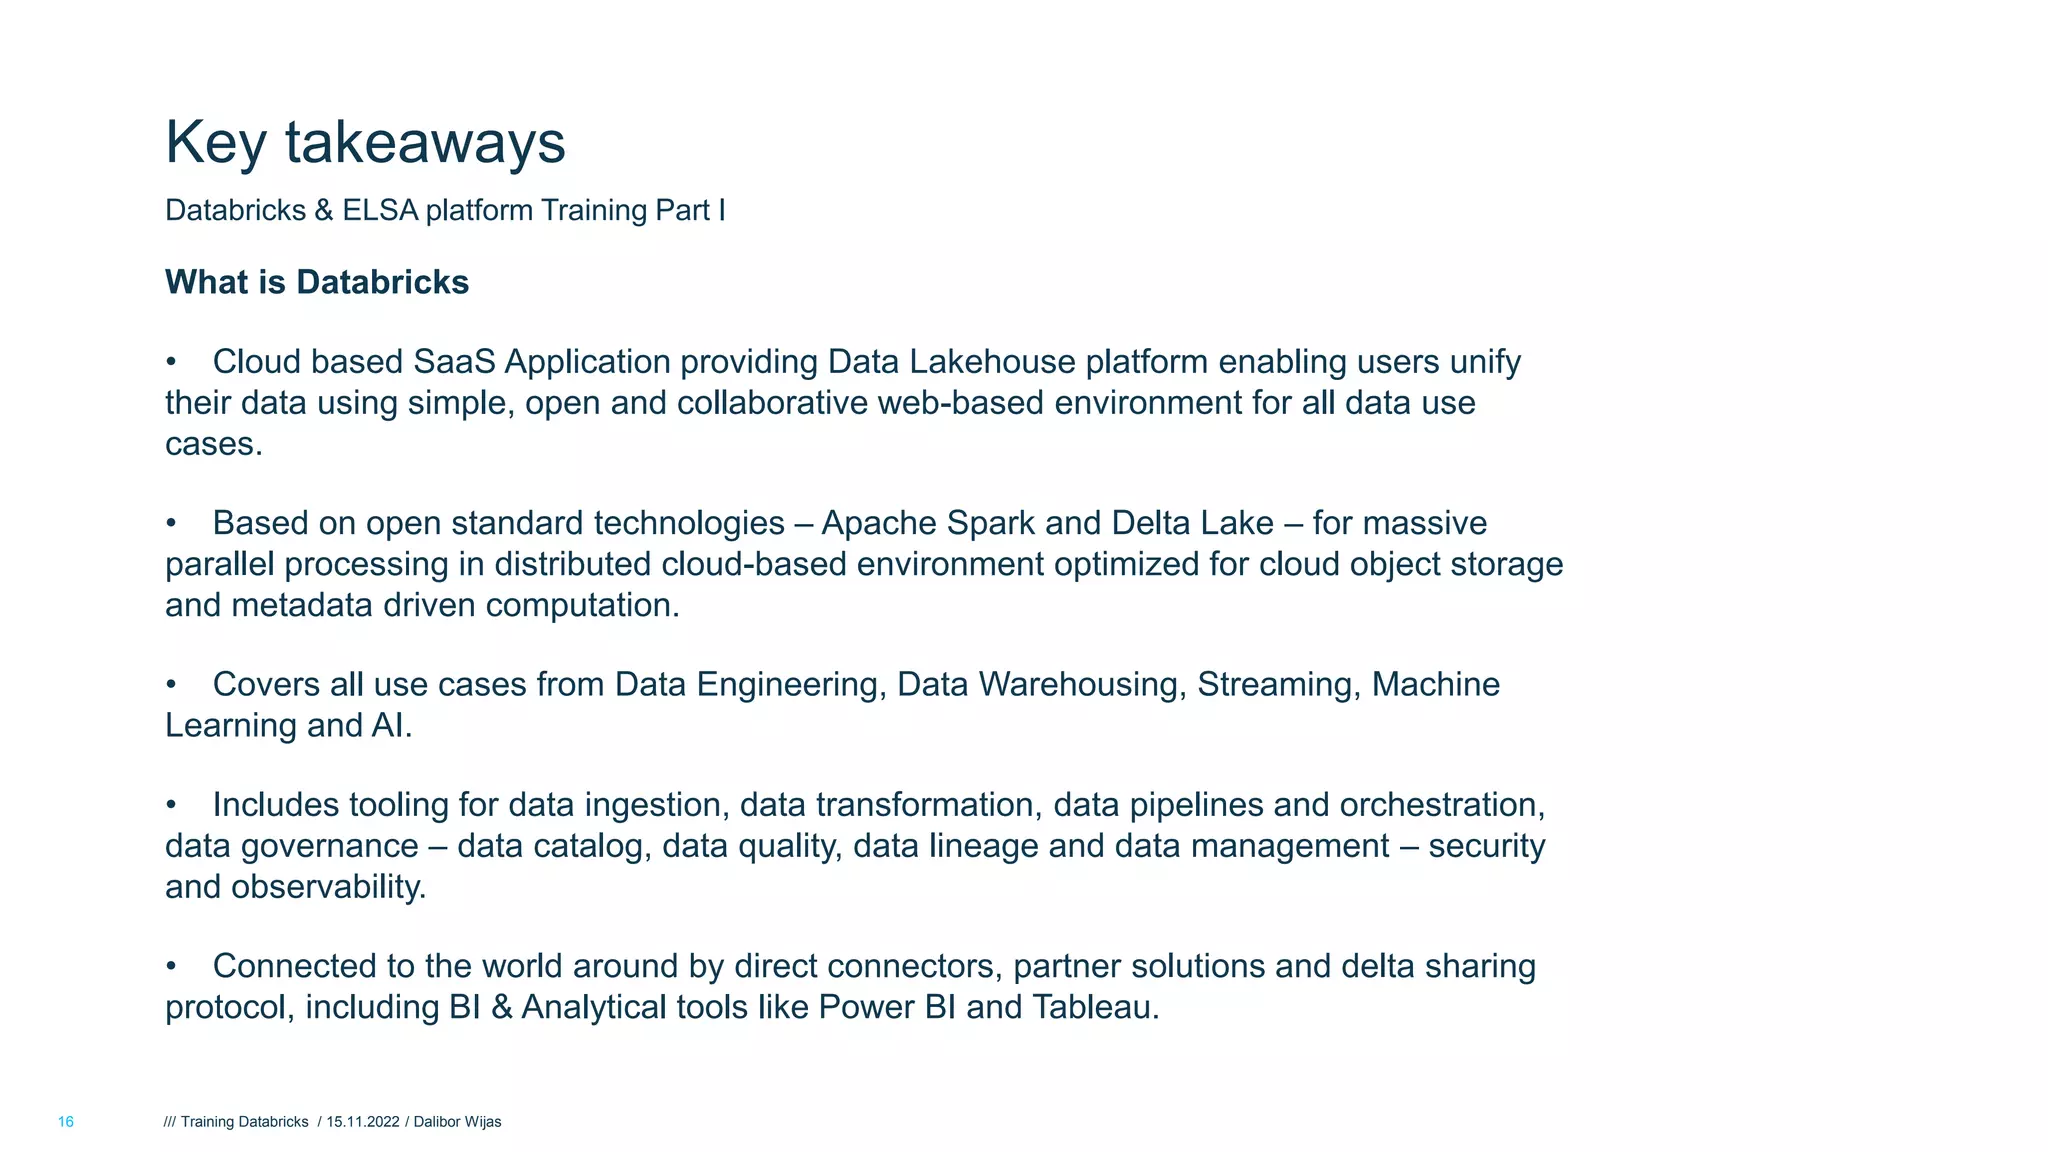 Key takeaways
Databricks & ELSA platform Training Part I
What is Databricks
• Cloud based SaaS Application providing Data Lakehouse platform enabling users unify
their data using simple, open and collaborative web-based environment for all data use
cases.
• Based on open standard technologies – Apache Spark and Delta Lake – for massive
parallel processing in distributed cloud-based environment optimized for cloud object storage
and metadata driven computation.
• Covers all use cases from Data Engineering, Data Warehousing, Streaming, Machine
Learning and AI.
• Includes tooling for data ingestion, data transformation, data pipelines and orchestration,
data governance – data catalog, data quality, data lineage and data management – security
and observability.
• Connected to the world around by direct connectors, partner solutions and delta sharing
protocol, including BI & Analytical tools like Power BI and Tableau.
16 /// Training Databricks / 15.11.2022 / Dalibor Wijas